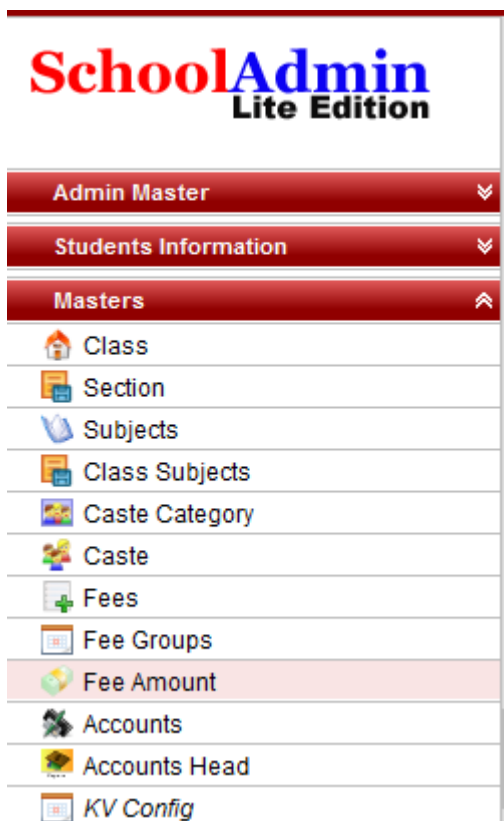 SchoolAdmin
Lite Edition
Admin Master
Students Information
Masters
Class
Section
Subjects
Class Subjects
Caste Category
Caste
Fees
Fee Groups
Fee Amount
Accounts
Accounts Head
KV Config